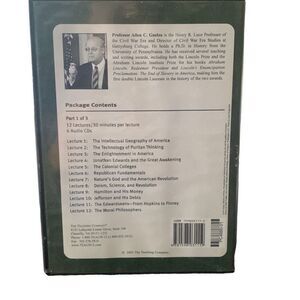 Professor Allen C. Guelzo is the Henry R. Luce Professor of
the Civil War Era and Director of Civil War Era Studies at
Gettysburg College. He holds a Ph.D. in History from the
University of Pennsylvania. He has received several teaching
and writing awards, including both the Lincoln Prize and the
Abraham Lincoln Institute Prize for his books Abraham
Lincoln: Redeemer President and Lincoln's Emancipation
Proclamation: The End of Slavery in America, making him the
first double Lincoln Laureate in the history of the two awards.
Package Contents
Part 1 of 3
12 Lectures/30 minutes per lecture
6 Audio CDs
Lecture 1: The Intellectual Geography of America
Lecture 2: The Technology of Puritan Thinking
Lecture 3: The Enlightenment in America
Lecture 4: Jonathan Edwards and the Great Awakening
Lecture 5: The Colonial Colleges
Lecture 6: Republican Fundamentals
Lecture 7: Nature's God and the American Revolution
Lecture 8: Deism, Science, and Revolution
Lecture 9: Hamilton and His Money
Lecture 10: Jefferson and His Debts
Lecture 11: The Edwardseans—From Hopkins to Finney
Lecture 12: The Moral Philosophers
The Teaching Company